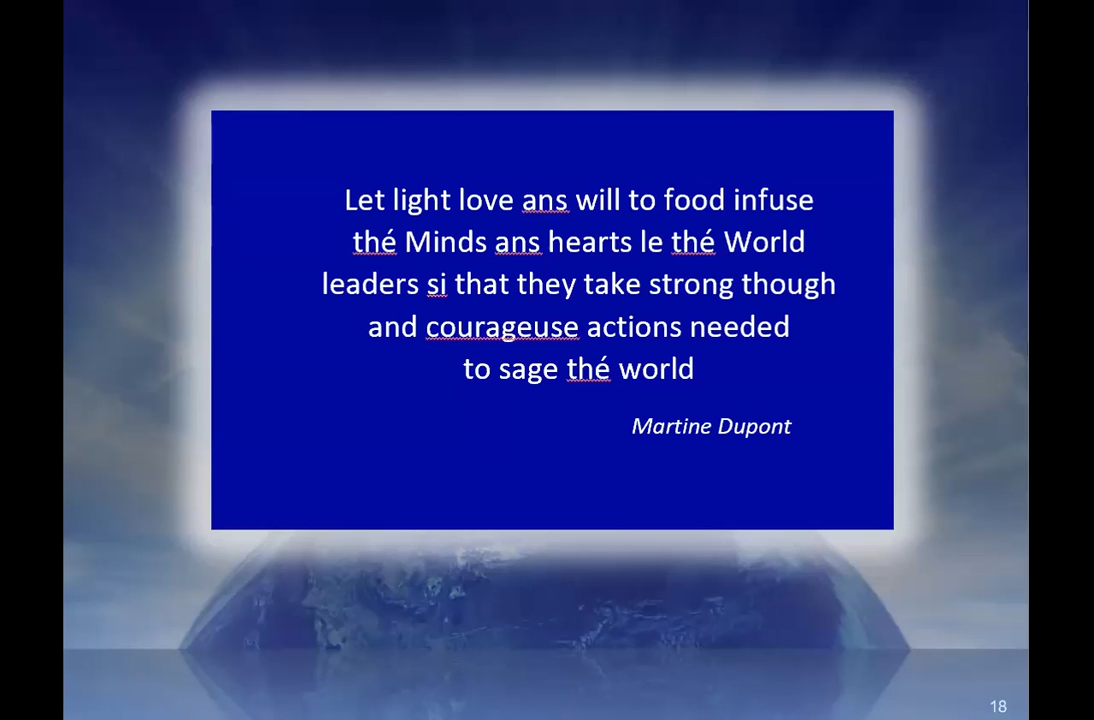 Let light love ans will to food infuse
thé Minds ans hearts le thé World
leaders si that they take strong though
and courageuse actions needed
to sage thé world
Martine Dupont
18